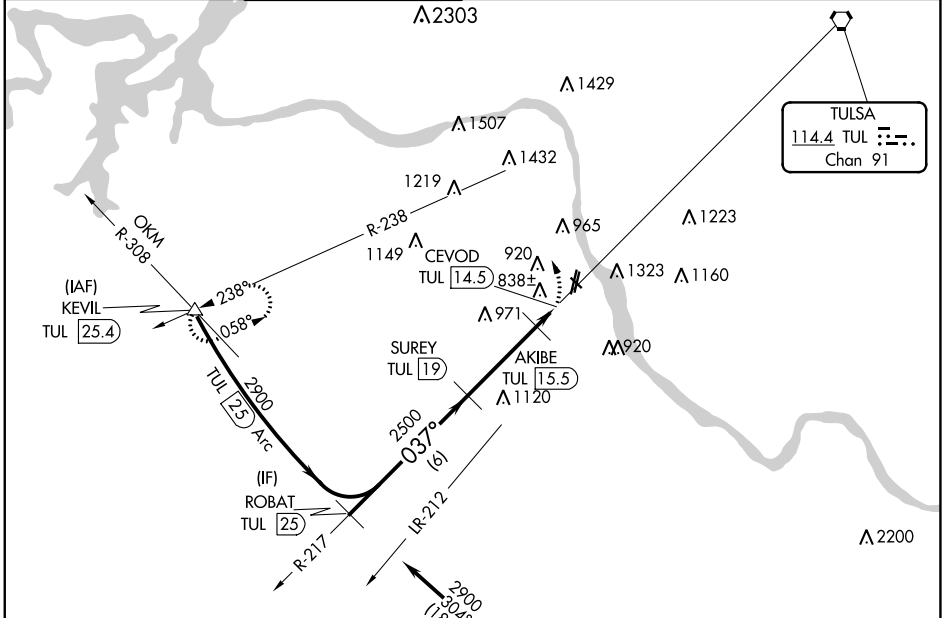 2303
1429
1507
1432
1219
TULSA
114.4 TUL
Chan 91
OKM
R-308
R-238
1149
965
1223
CEVOD
TUL 14.5
920
838±
1323
1160
(IAF)
KEVIL
TUL 25.4
238°
058°
971
920
SUREY
TUL 19
AKIBE
TUL 15.5
1120
2900
TUL 25 Arc
2500
037°
(6)
(IF)
ROBAT
TUL 25
LR-212
R-217
2200
2900
304°